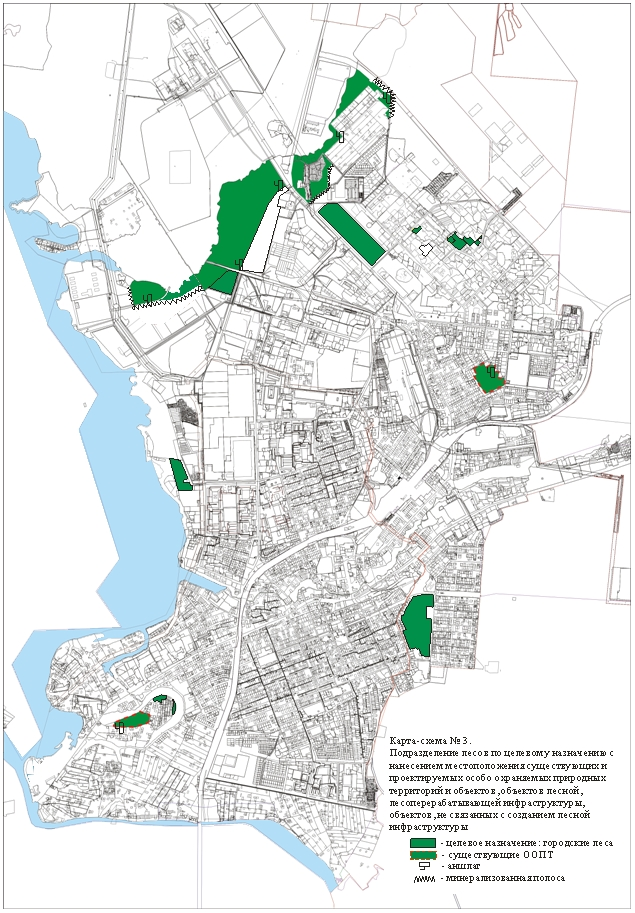 Карта-схема № 3.
Подразделение лесов по целевому назначению с
нанесением местоположения существующих и
проектируемых особо охраняемых природных
территорий и объектов, объектов лесной,
лесоперерабатывающей инфраструктуры,
объектов, не связанных с созданием лесной
инфраструктуры
- целевое назначение: городские леса
- существующие ООПТ
- аншлаг
- минерализованная полоса